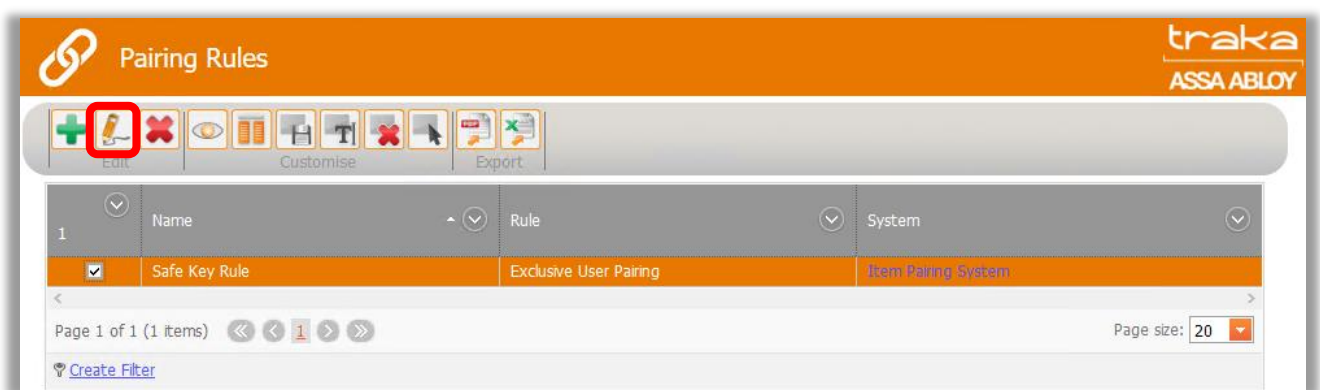 Pairing Rules
traka
ASSA ABLOY
T
Edit Customise Export
1 Name Rule System
Safe Key Rule Exclusive User Pairing Item Pairing System
Page 1 of 1 (1 items) 1 Page size: 20
Create Filter